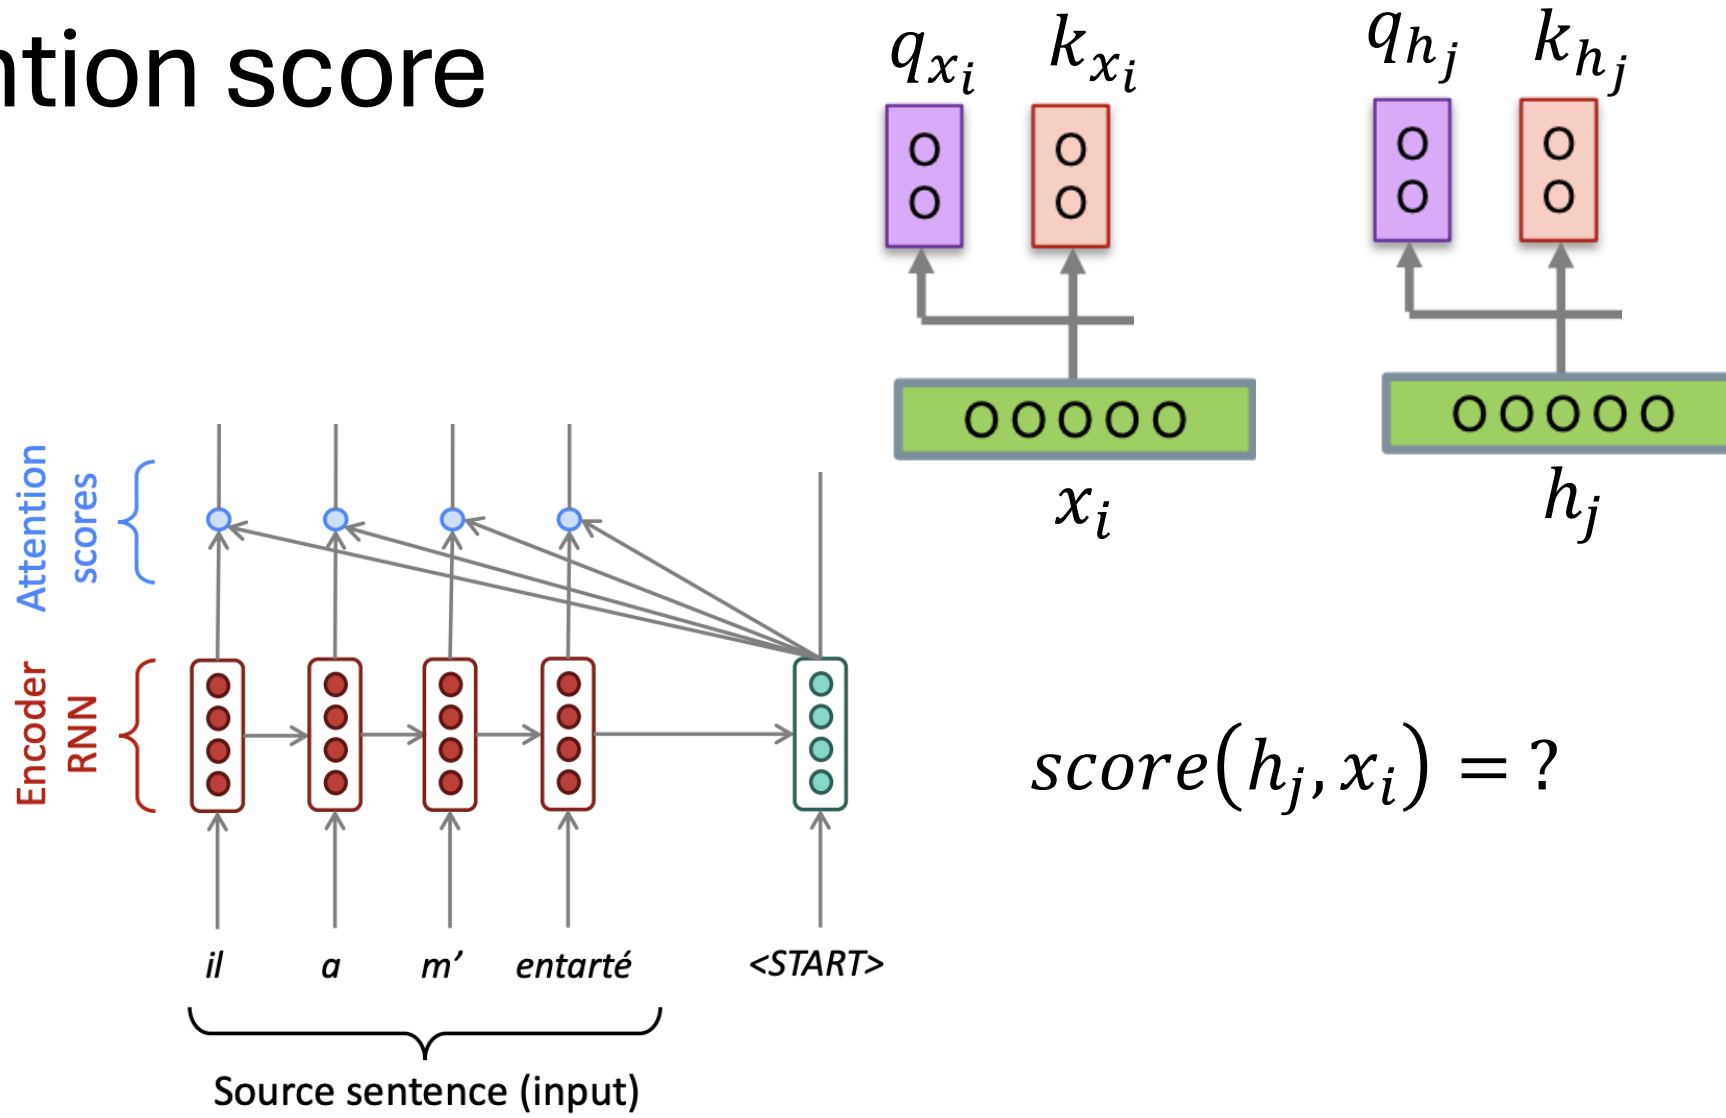 ntion score
q_{x_i} k_{x_i} q_{h_j} k_{h_j}
O O O O
O O O O
O O O O O O O O O O
x_i h_j
Attention
scores
Encoder
RNN
score(h_j, x_i) = ?
il a m’ entarté <START>
Source sentence (input)